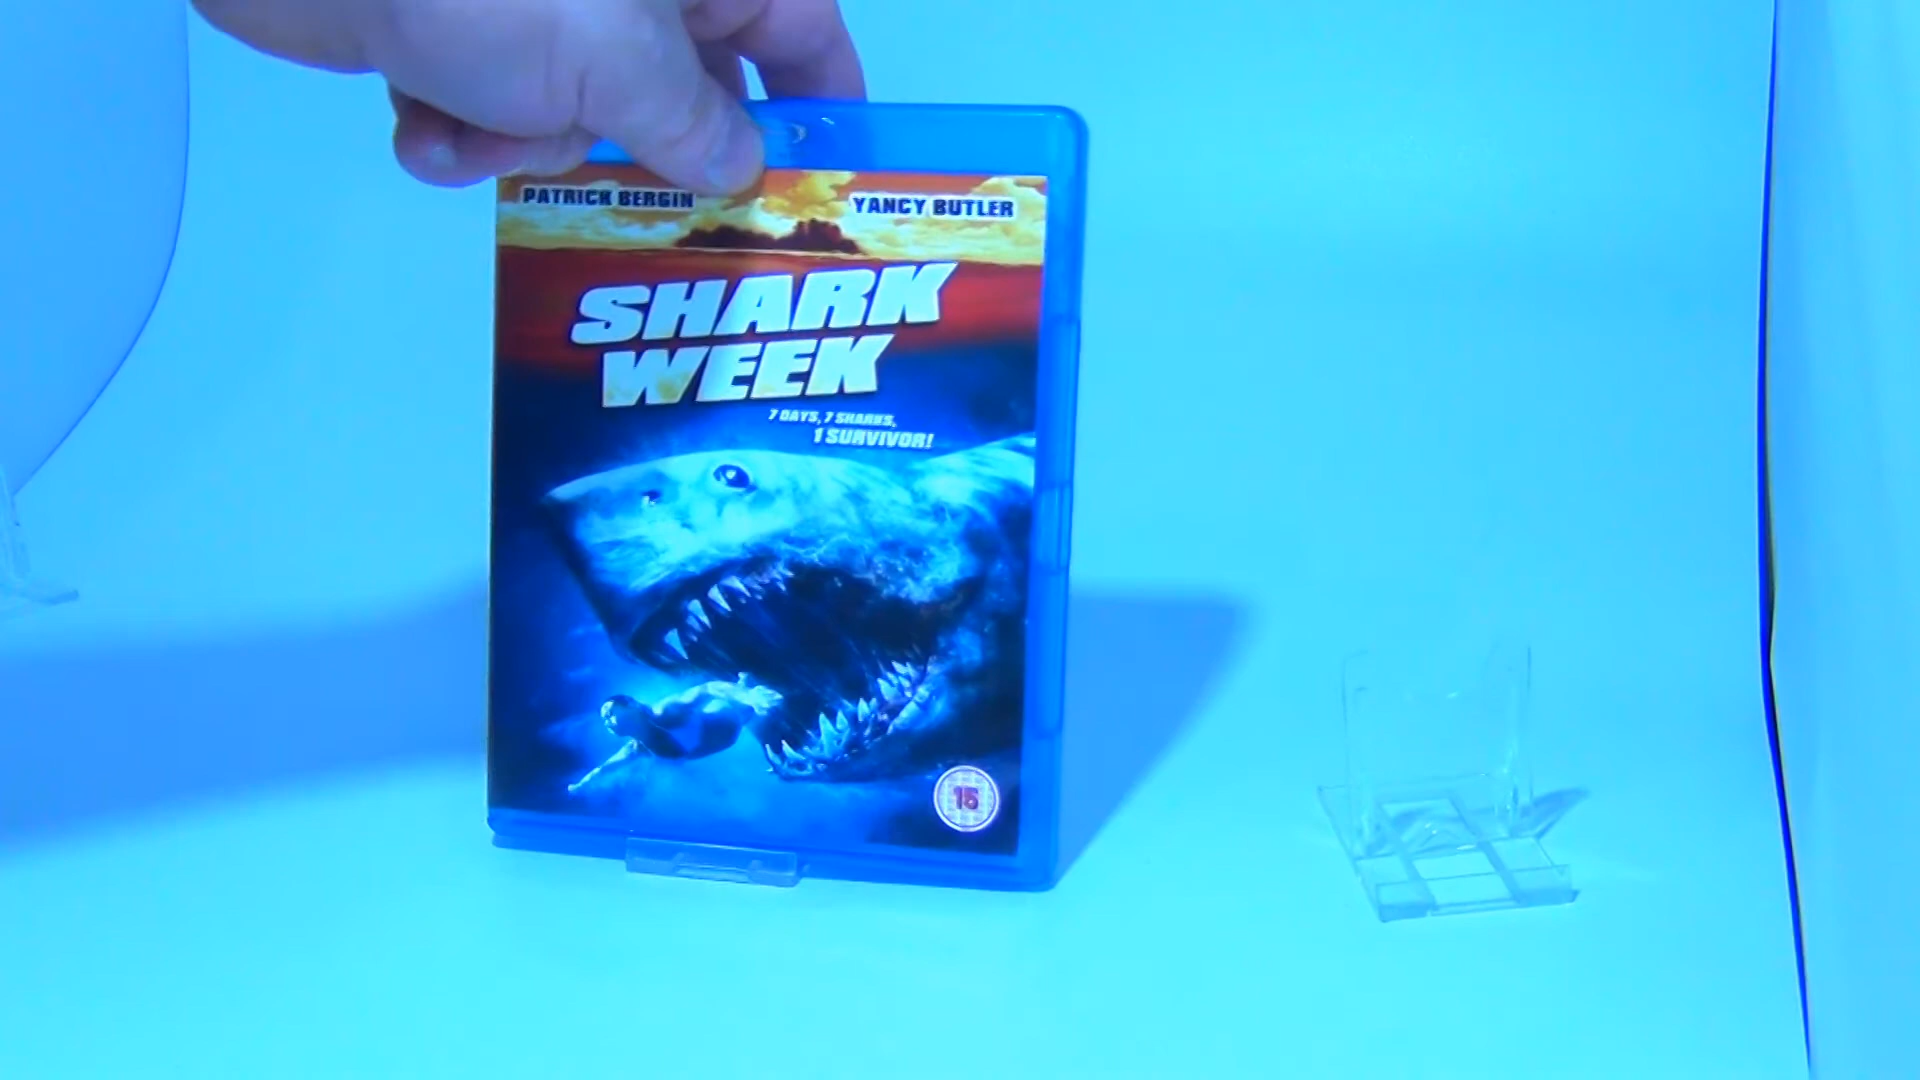 PATRICK BERGIN
YANCY BUTLER
SHARK
WEEK
7 DAYS, 7 SHARKS,
1 SURVIVOR!
15